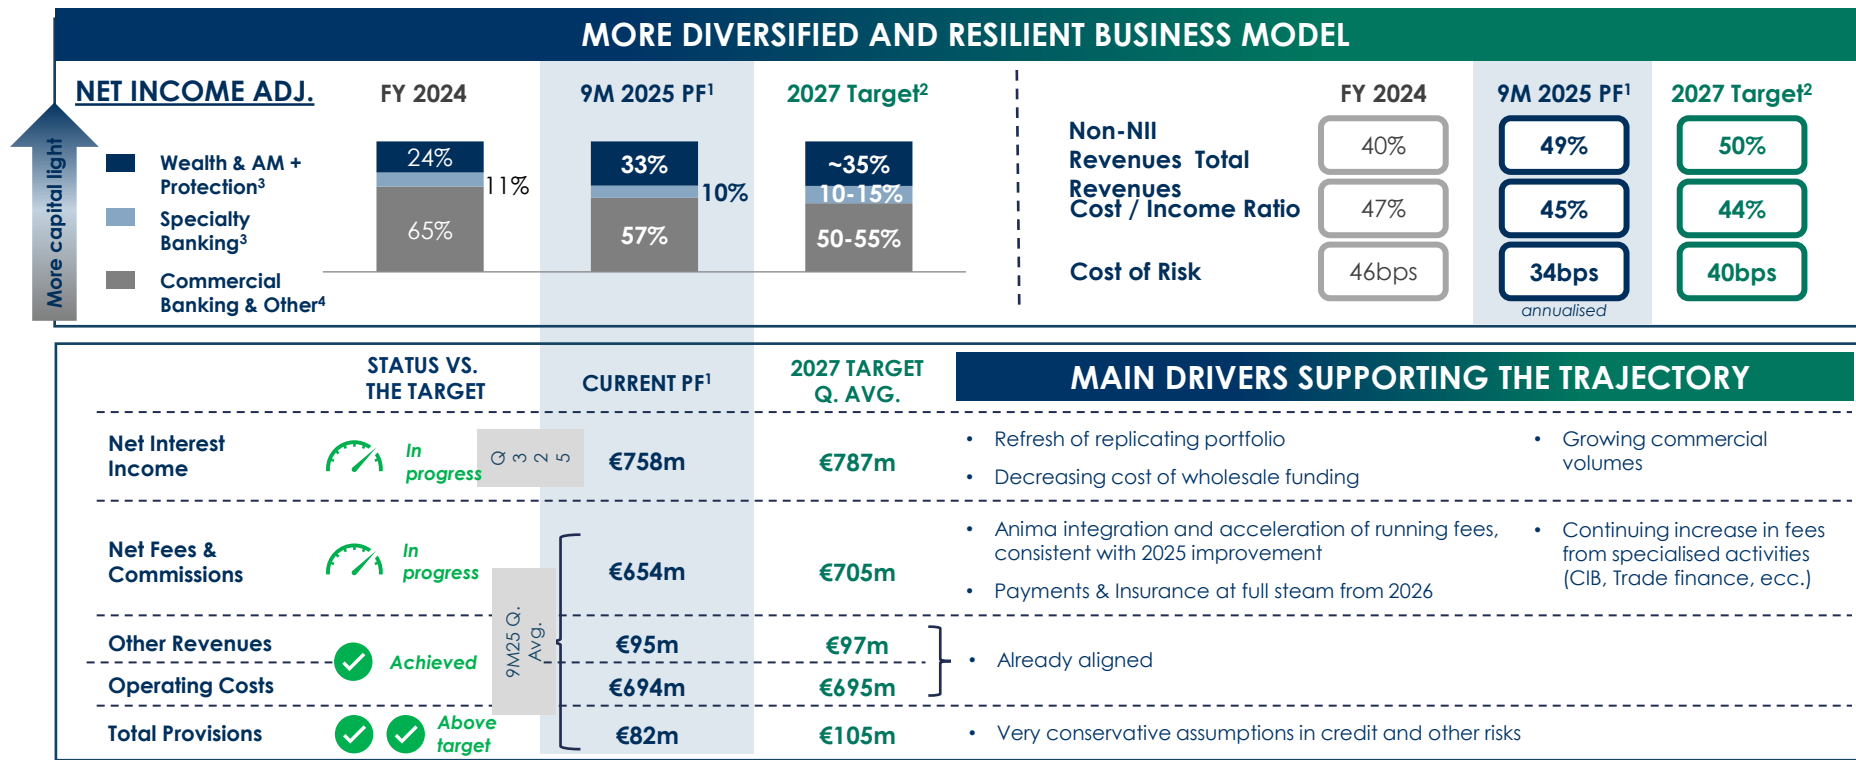 MORE DIVERSIFIED AND RESILIENT BUSINESS MODEL
More capital light
NET INCOME ADJ.
FY 2024
9M 2025 PF¹
2027 Target²
Wealth & AM +
Protection³
Specialty
Banking³
Commercial
Banking & Other⁴
24%
11%
65%
33%
10%
57%
~35%
10-15%
50-55%
FY 2024
9M 2025 PF¹
2027 Target²
Non-NII
Revenues Total
Revenues
40%
49%
50%
Cost / Income Ratio
47%
45%
44%
Cost of Risk
46bps
34bps
40bps
annualised
STATUS VS.
THE TARGET
CURRENT PF¹
2027 TARGET
Q. AVG.
MAIN DRIVERS SUPPORTING THE TRAJECTORY
Net Interest
Income
In
progress
Q325
€758m
€787m
• Refresh of replicating portfolio
• Decreasing cost of wholesale funding
• Growing commercial
volumes
Net Fees &
Commissions
In
progress
9M25 Q.
Avg.
€654m
€705m
• Anima integration and acceleration of running fees,
consistent with 2025 improvement
• Payments & Insurance at full steam from 2026
• Continuing increase in fees
from specialised activities
(CIB, Trade finance, ecc.)
Other Revenues
€95m
€97m
Achieved
• Already aligned
Operating Costs
€694m
€695m
Total Provisions
Above
target
€82m
€105m
• Very conservative assumptions in credit and other risks